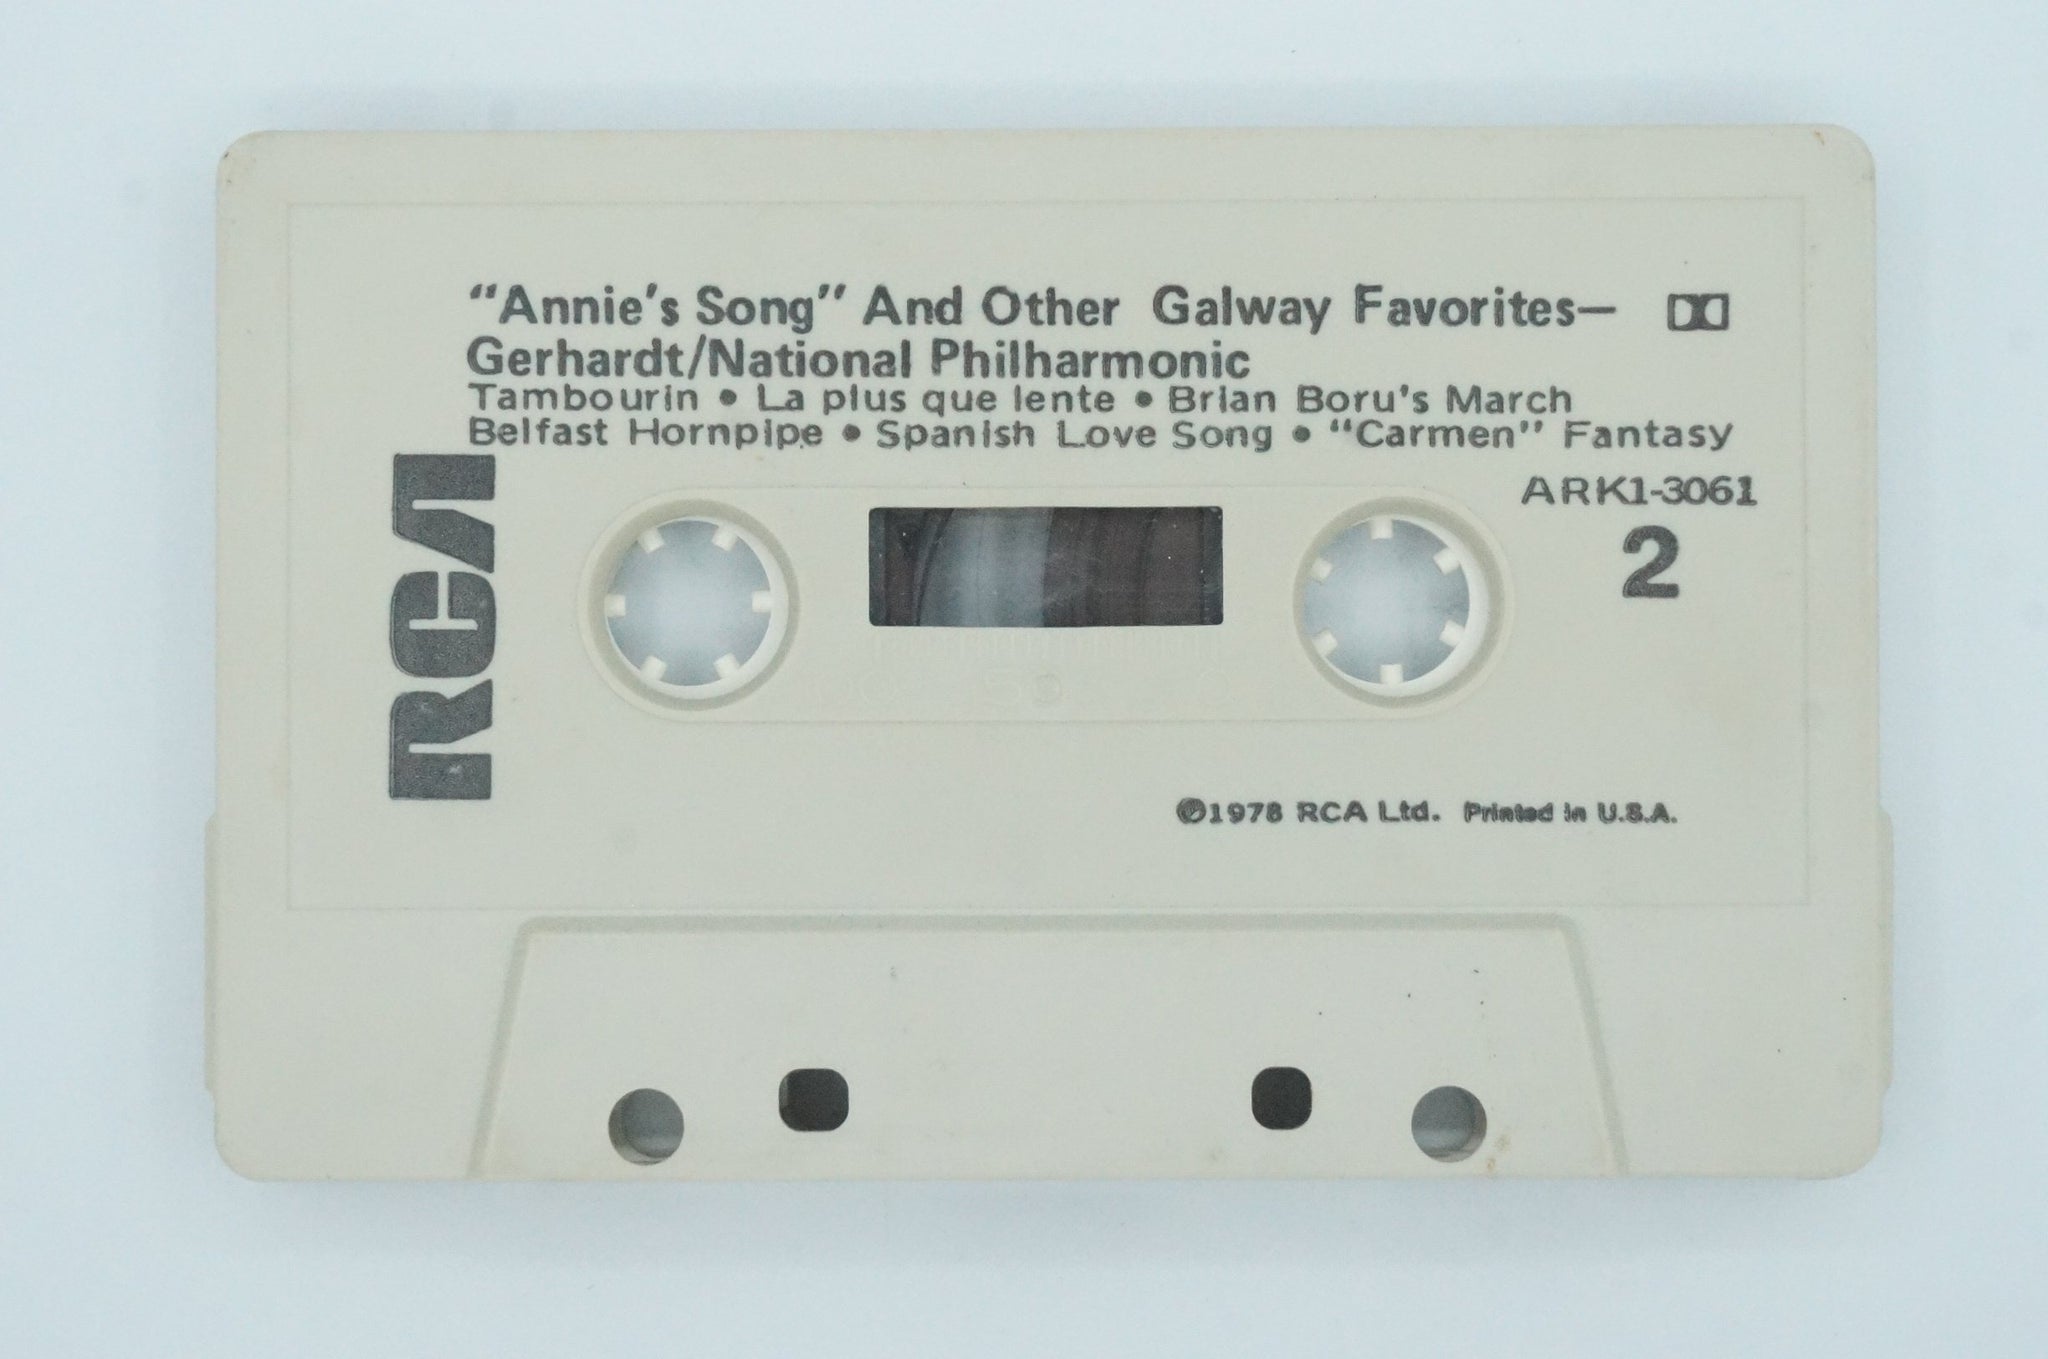 "Annie's Song" And Other Galway Favorites—
Gerhardt/National Philharmonic
Tambourin • La plus que lente • Brian Boru's March
Belfast Hornpipe • Spanish Love Song • "Carmen" Fantasy
ARK1-3061
2
RCA
℗1978 RCA Ltd. Printed in U.S.A.